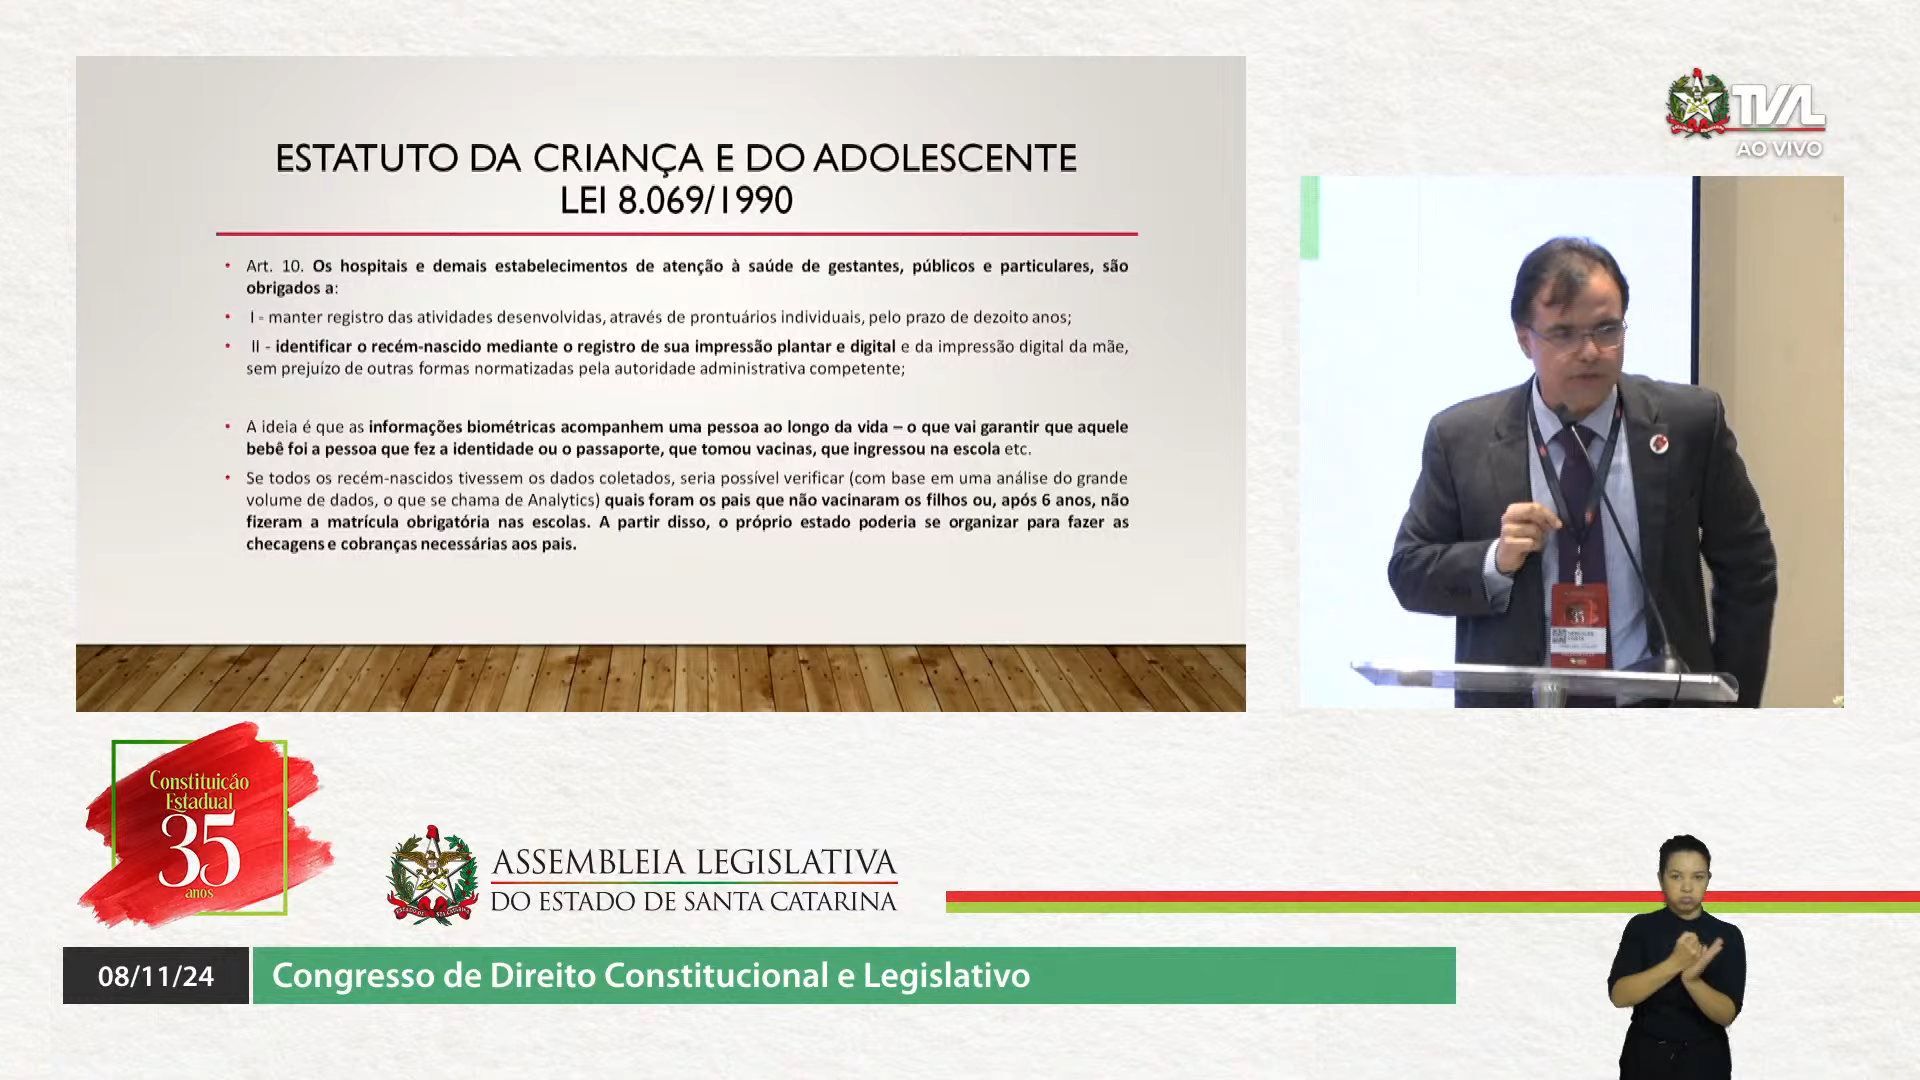 ESTATUTO DA CRIANÇA E DO ADOLESCENTE
LEI 8.069/1990
• Art. 10. Os hospitais e demais estabelecimentos de atenção à saúde de gestantes, públicos e particulares, são
obrigados a:
• I - manter registro das atividades desenvolvidas, através de prontuários individuais, pelo prazo de dezoito anos;
• II - identificar o recém-nascido mediante o registro de sua impressão plantar e digital e da impressão digital da mãe,
sem prejuízo de outras formas normatizadas pela autoridade administrativa competente;
• A ideia é que as informações biométricas acompanhem uma pessoa ao longo da vida – o que vai garantir que aquele
bebê foi a pessoa que fez a identidade ou o passaporte, que tomou vacinas, que ingressou na escola etc.
• Se todos os recém-nascidos tivessem os dados coletados, seria possível verificar (com base em uma análise do grande
volume de dados, o que se chama de Analytics) quais foram os pais que não vacinaram os filhos ou, após 6 anos, não
fizeram a matrícula obrigatória nas escolas. A partir disso, o próprio estado poderia se organizar para fazer as
checagens e cobranças necessárias aos pais.
TVAL
AO VIVO
Constituição
Estadual
35
anos
ASSEMBLEIA LEGISLATIVA
DO ESTADO DE SANTA CATARINA
08/11/24
Congresso de Direito Constitucional e Legislativo